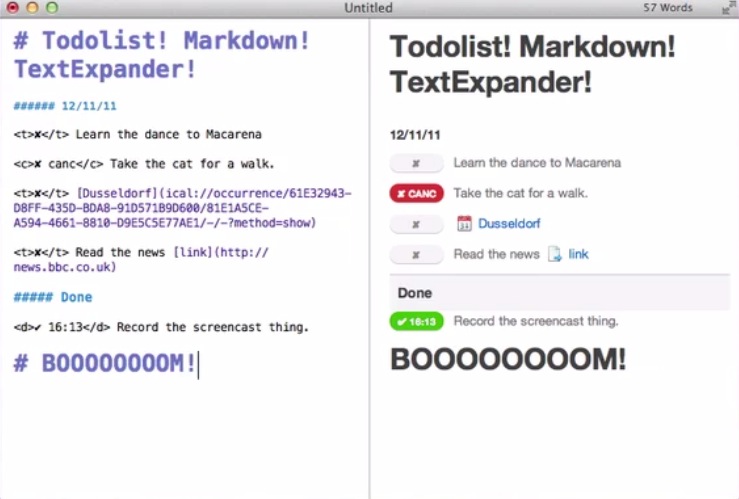 Untitled
57 Words
# Todolist! Markdown!
TextExpander!
###### 12/11/11
<t>✘</t> Learn the dance to Macarena
<c>✘ canc</c> Take the cat for a walk.
<t>✘</t> [Dusseldorf](ical://occurrence/61E32943-
D8FF-435D-BDA8-91D571B9D600/81E1A5CE-
A594-4661-8810-D9E5C5E77AE1/-/-?method=show)
<t>✘</t> Read the news [link](http://
news.bbc.co.uk)
##### Done
<d>✔ 16:13</d> Record the screencast thing.
# BOOOOOOOOM!
Todolist! Markdown!
TextExpander!
12/11/11
✘ Learn the dance to Macarena
✘ CANC Take the cat for a walk.
✘ Dusseldorf
✘ Read the news link
Done
✔ 16:13 Record the screencast thing.
BOOOOOOOOM!